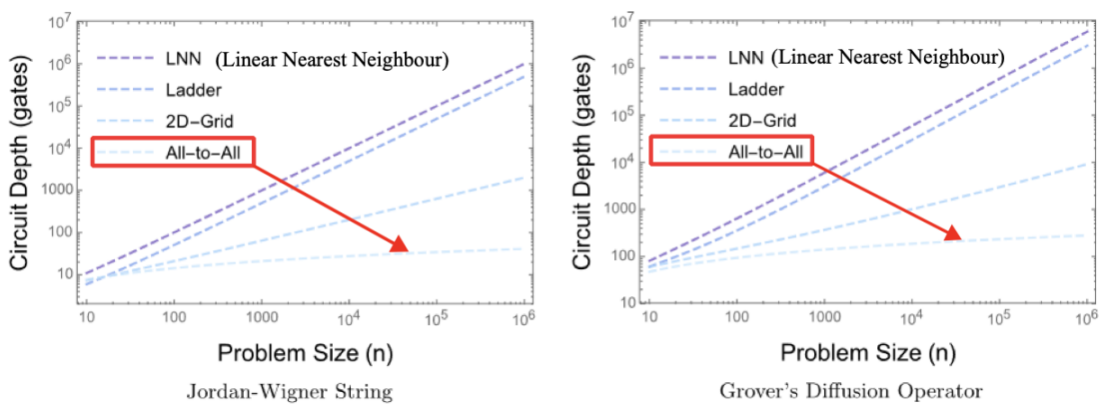 10^7
10^6
10^5
10^4
1000
100
10
Circuit Depth (gates)
LNN (Linear Nearest Neighbour)
Ladder
2D-Grid
All-to-All
10 100 1000 10^4 10^5 10^6
Problem Size (n)
Jordan-Wigner String
10^7
10^6
10^5
10^4
1000
100
10
Circuit Depth (gates)
LNN (Linear Nearest Neighbour)
Ladder
2D-Grid
All-to-All
10 100 1000 10^4 10^5 10^6
Problem Size (n)
Grover's Diffusion Operator